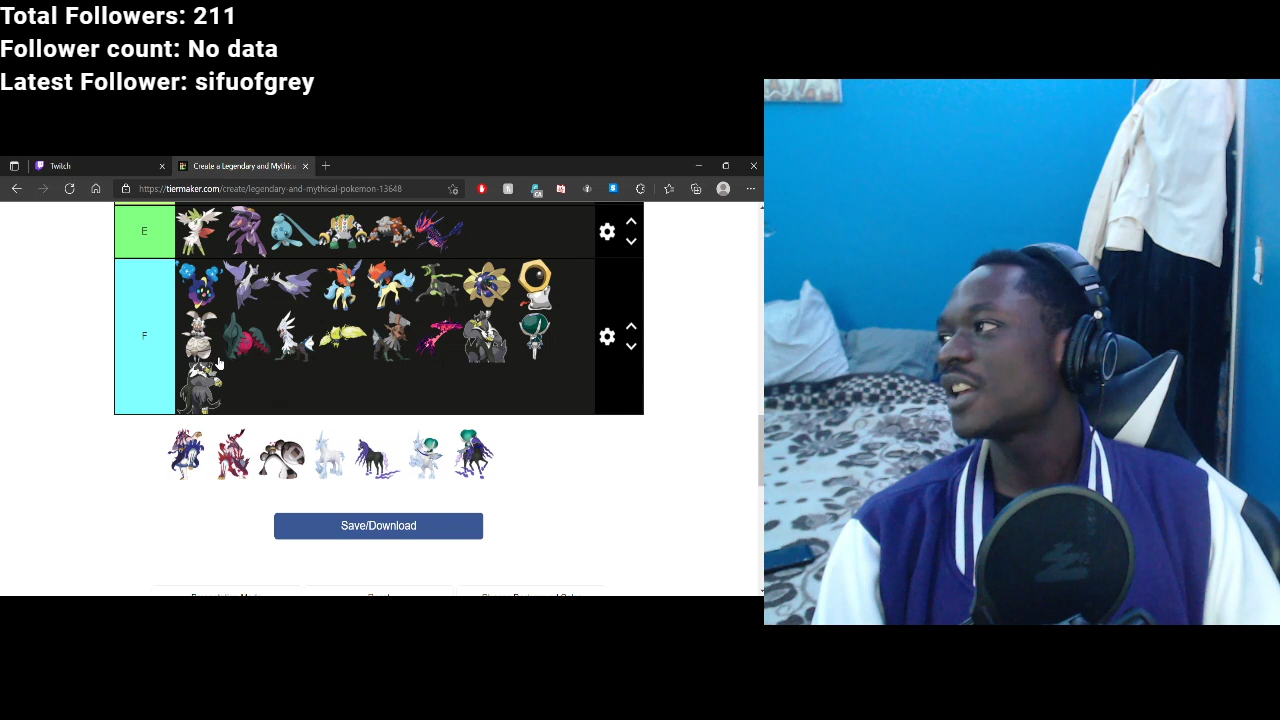 Total Followers: 211
Follower count: No data
Latest Follower: sifuofgrey
Twitch
Create a Legendary and Mythic
https://tiermaker.com/create/legendary-and-mythical-pokemon-13648
E
F
Save/Download